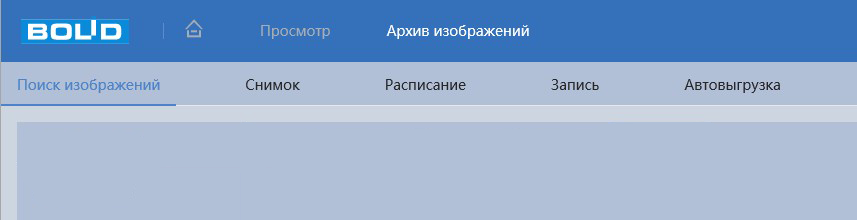 BOLID Просмотр Архив изображений
Поиск изображений Снимок Расписание Запись Автовыгрузка